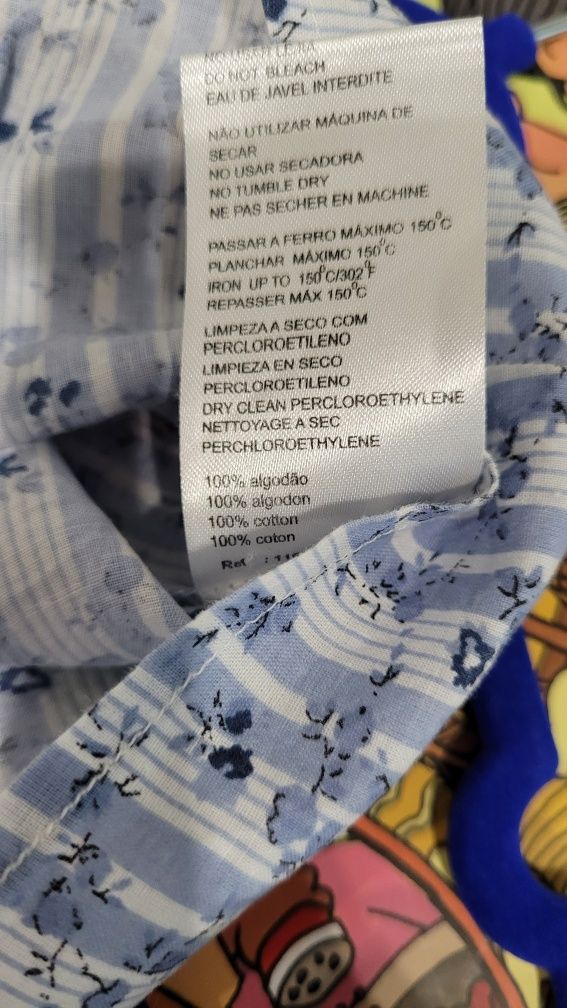 DO NOT BLEACH
EAU DE JAVEL INTERDITE
NÃO UTILIZAR MÁQUINA DE
SECAR
NO USAR SECADORA
NO TUMBLE DRY
NE PAS SECHER EN MACHINE
PASSAR A FERRO MÁXIMO 150°C
PLANCHAR MÁXIMO 150°C
IRON UP TO 150°C/302°F
REPASSER MÁX 150°C
LIMPEZA A SECO COM
PERCLOROETILENO
LIMPIEZA EN SECO
PERCLOROETILENO
DRY CLEAN PERCLOROETHYLENE
NETTOYAGE A SEC
PERCHLOROETHYLENE
100% algodão
100% algodon
100% cotton
100% coton
Ref :